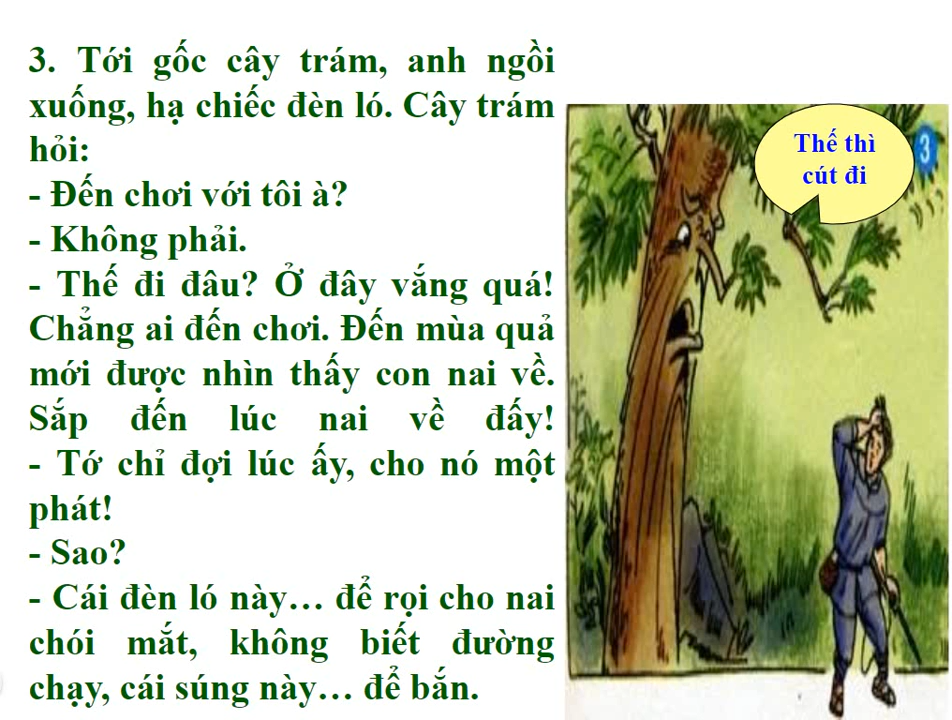 3. Tới gốc cây trám, anh ngồi
xuống, hạ chiếc đèn ló. Cây trám
hỏi:
- Đến chơi với tôi à?
- Không phải.
- Thế đi đâu? Ở đây vắng quá!
Chẳng ai đến chơi. Đến mùa quả
mới được nhìn thấy con nai về.
Sắp đến lúc nai về đấy!
- Tớ chỉ đợi lúc ấy, cho nó một
phát!
- Sao?
- Cái đèn ló này… để rọi cho nai
chói mắt, không biết đường
chạy, cái súng này… để bắn.
Thế thì
cút đi
3